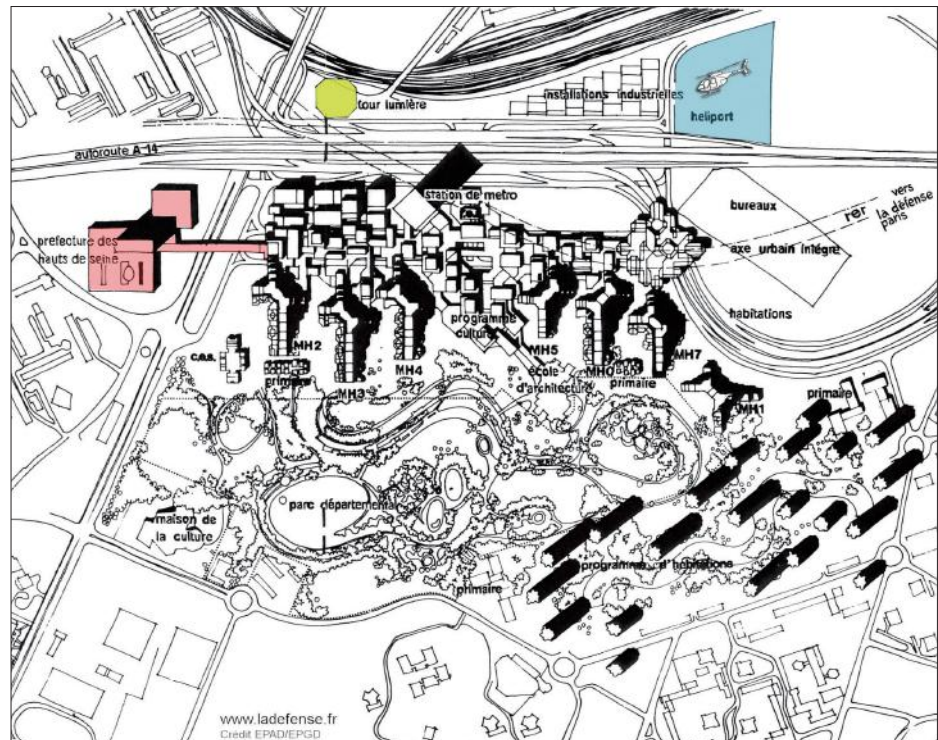 tour lumière
installations industrielles
heliport
autoroute A 14
station de metro
bureaux
rer vers
la défense
paris
prefecture des
hauts de seine
axe urbain intégré
habitations
programme
culture
MH2
MH5
C.G.S.
primaire
MH3
MH4
école
d'architecture
MH6
primaire
MH7
MH1
primaire
parc départemental
maison de
la culture
programme d'habitations
primaire
www.ladefense.fr
Crédit EPAD/EPGD